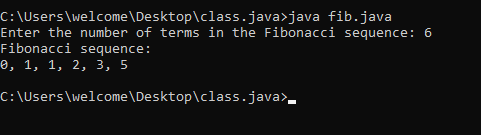 C:\Users\welcome\Desktop\class.java>java fib.java
Enter the number of terms in the Fibonacci sequence: 6
Fibonacci sequence:
0, 1, 1, 2, 3, 5
C:\Users\welcome\Desktop\class.java>